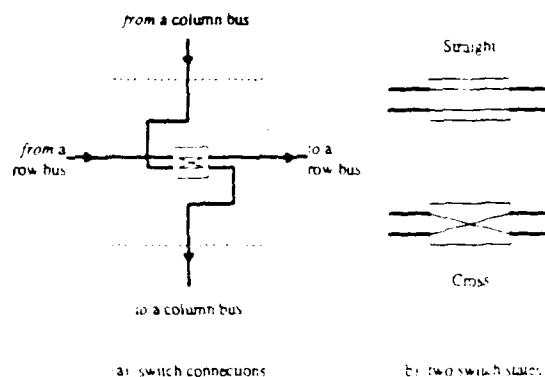 from a column bus
from a
row bus
to a
row bus
to a column bus
a) switch connections
Straight
Cross
b) two switch states